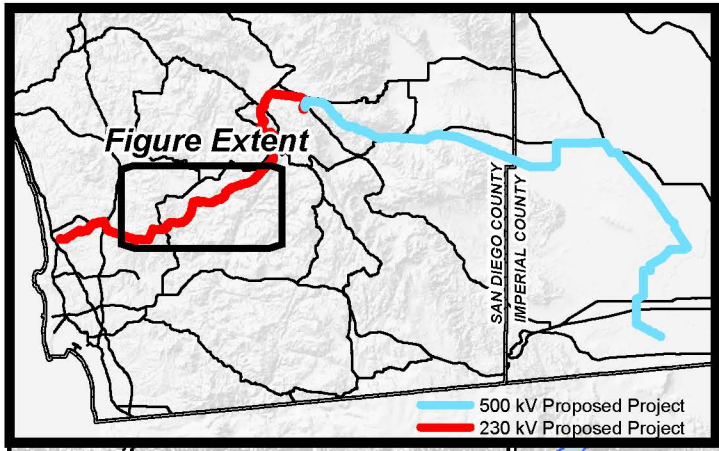 Figure Extent
SAN DIEGO COUNTY
IMPERIAL COUNTY
500 kV Proposed Project
230 kV Proposed Project